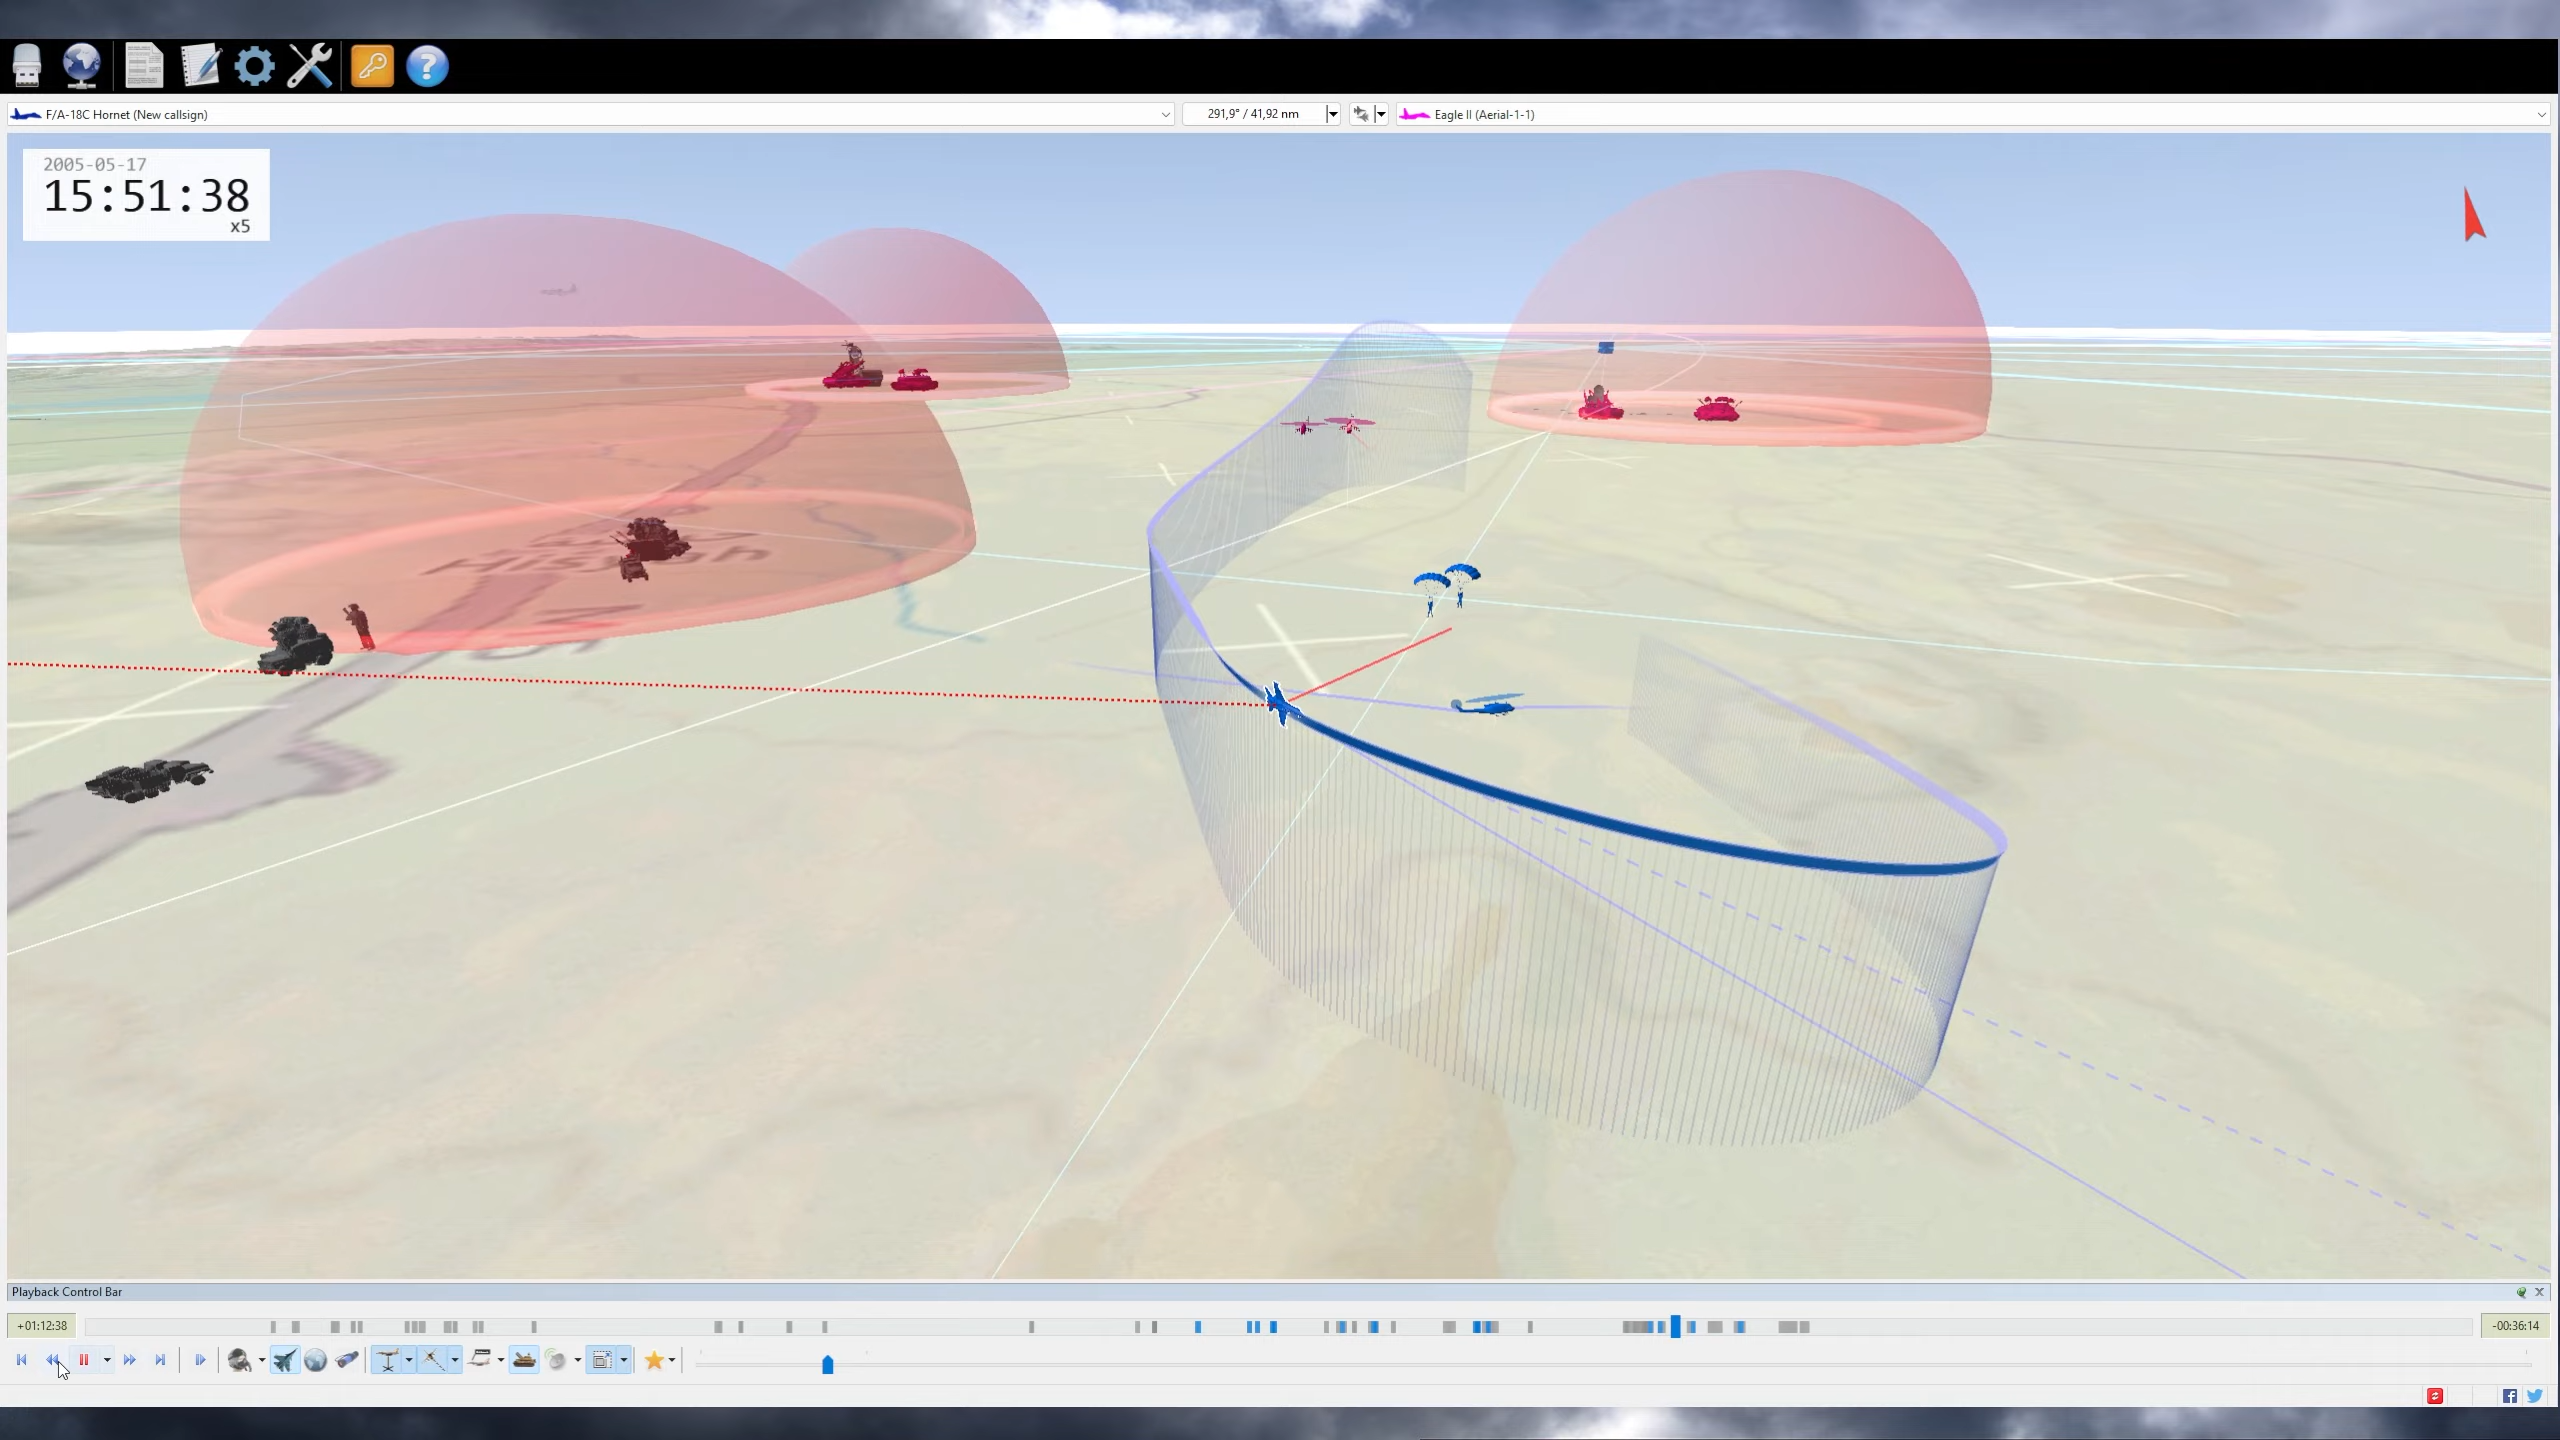 F/A-18C Hornet (New callsign)
291,9° / 41,92 nm
Eagle II (Aerial-1-1)
2005-05-17
15:51:38
x5
Playback Control Bar
+01:12:38
-00:36:14